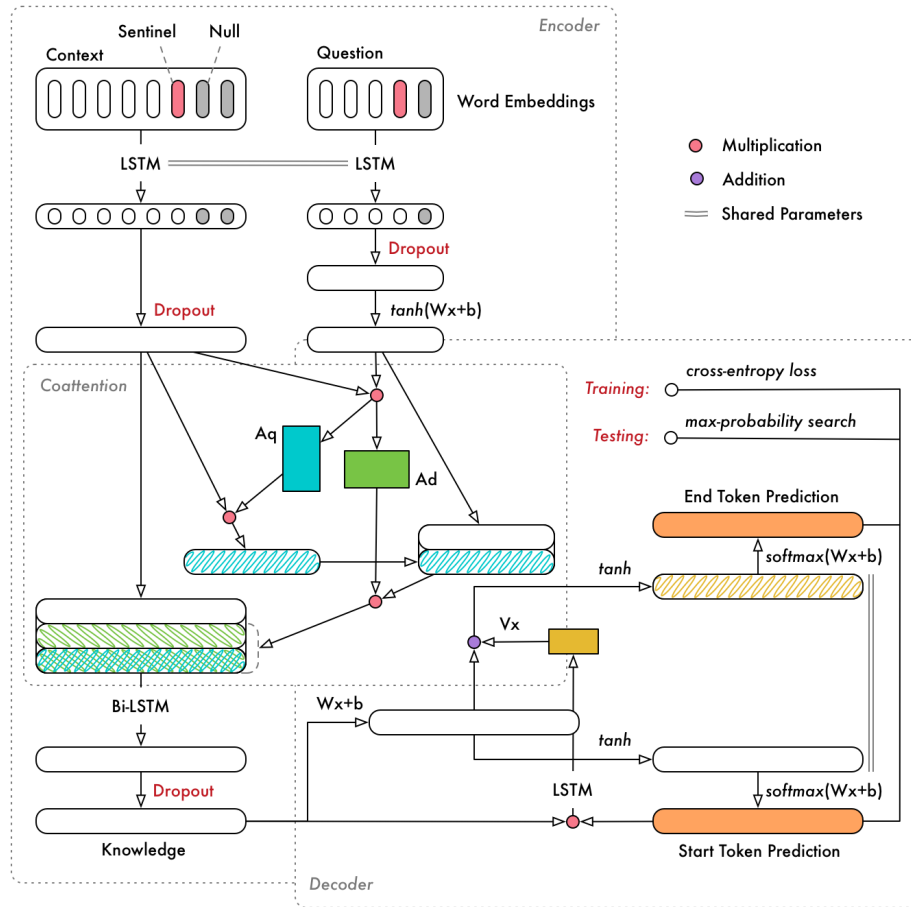 Encoder
Sentinel
Null
Context
Question
Word Embeddings
LSTM
LSTM
Multiplication
Addition
Shared Parameters
Dropout
Dropout
tanh(Wx+b)
Coattention
Aq
Ad
Training:
cross-entropy loss
Testing:
max-probability search
End Token Prediction
softmax(Wx+b)
tanh
Vx
Bi-LSTM
Wx+b
tanh
Dropout
LSTM
softmax(Wx+b)
Knowledge
Start Token Prediction
Decoder